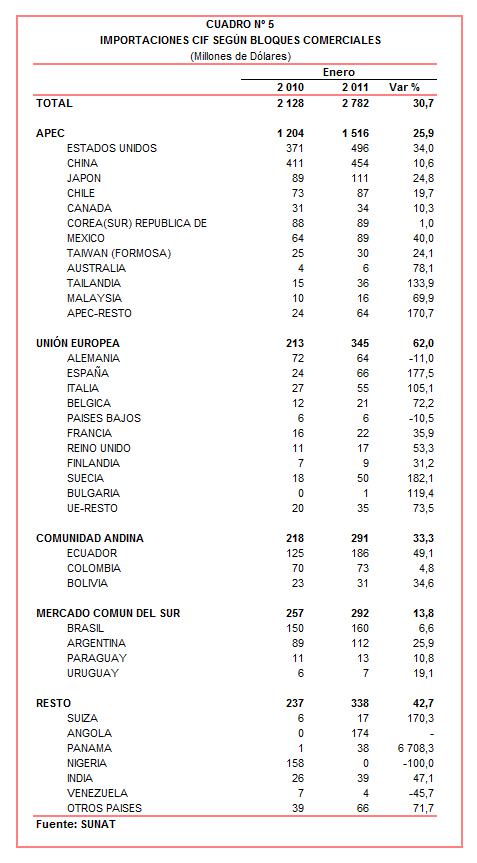 CUADRO Nº 5
IMPORTACIONES CIF SEGÚN BLOQUES COMERCIALES
(Millones de Dólares)
Enero
2 010 2 011 Var %
TOTAL 2 128 2 782 30,7
APEC 1 204 1 516 25,9
ESTADOS UNIDOS 371 496 34,0
CHINA 411 454 10,6
JAPON 89 111 24,8
CHILE 73 87 19,7
CANADA 31 34 10,3
COREA(SUR) REPUBLICA DE 88 89 1,0
MEXICO 64 89 40,0
TAIWAN (FORMOSA) 25 30 24,1
AUSTRALIA 4 6 78,1
TAILANDIA 15 36 133,9
MALAYSIA 10 16 69,9
APEC-RESTO 24 64 170,7
UNIÓN EUROPEA 213 345 62,0
ALEMANIA 72 64 -11,0
ESPAÑA 24 66 177,5
ITALIA 27 55 105,1
BELGICA 12 21 72,2
PAISES BAJOS 6 6 -10,5
FRANCIA 16 22 35,9
REINO UNIDO 11 17 53,3
FINLANDIA 7 9 31,2
SUECIA 18 50 182,1
BULGARIA 0 1 119,4
UE-RESTO 20 35 73,5
COMUNIDAD ANDINA 218 291 33,3
ECUADOR 125 186 49,1
COLOMBIA 70 73 4,8
BOLIVIA 23 31 34,6
MERCADO COMUN DEL SUR 257 292 13,8
BRASIL 150 160 6,6
ARGENTINA 89 112 25,9
PARAGUAY 11 13 10,8
URUGUAY 6 7 19,1
RESTO 237 338 42,7
SUIZA 6 17 170,3
ANGOLA 0 174 -
PANAMA 1 38 6 708,3
NIGERIA 158 0 -100,0
INDIA 26 39 47,1
VENEZUELA 7 4 -45,7
OTROS PAISES 39 66 71,7
Fuente: SUNAT